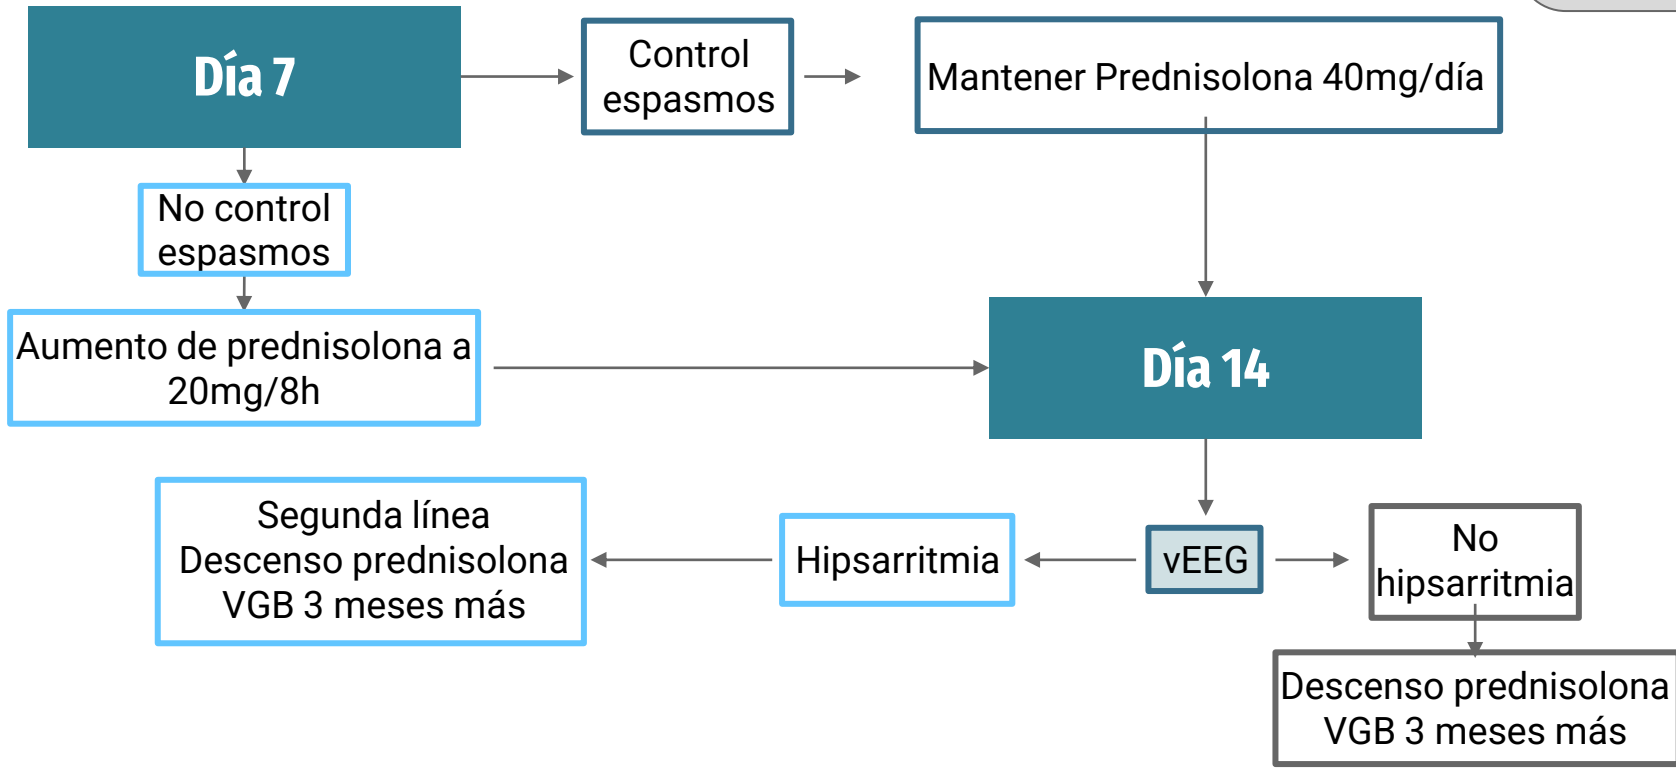 Día 7
Control
espasmos
Mantener Prednisolona 40mg/día
No control
espasmos
Aumento de prednisolona a
20mg/8h
Día 14
Segunda línea
Descenso prednisolona
VGB 3 meses más
Hipsarritmia
vEEG
No
hipsarritmia
Descenso prednisolona
VGB 3 meses más